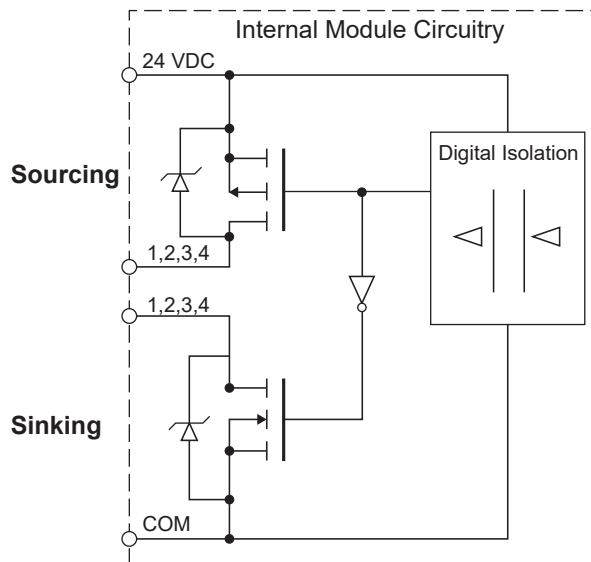 Internal Module Circuitry
24 VDC
Digital Isolation
Sourcing
1,2,3,4
1,2,3,4
Sinking
COM